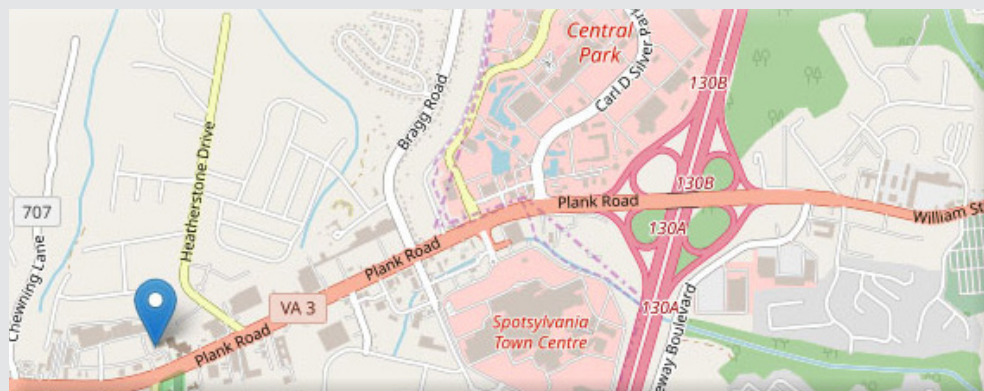 Central
Park
Carl D Silver Park
130B
Bragg Road
Heatherstone Drive
130B
Plank Road
William St
707
130A
Plank Road
Chewning Lane
VA 3
130A
Spotsylvania
Town Centre
Plank Road
eway Boulevard